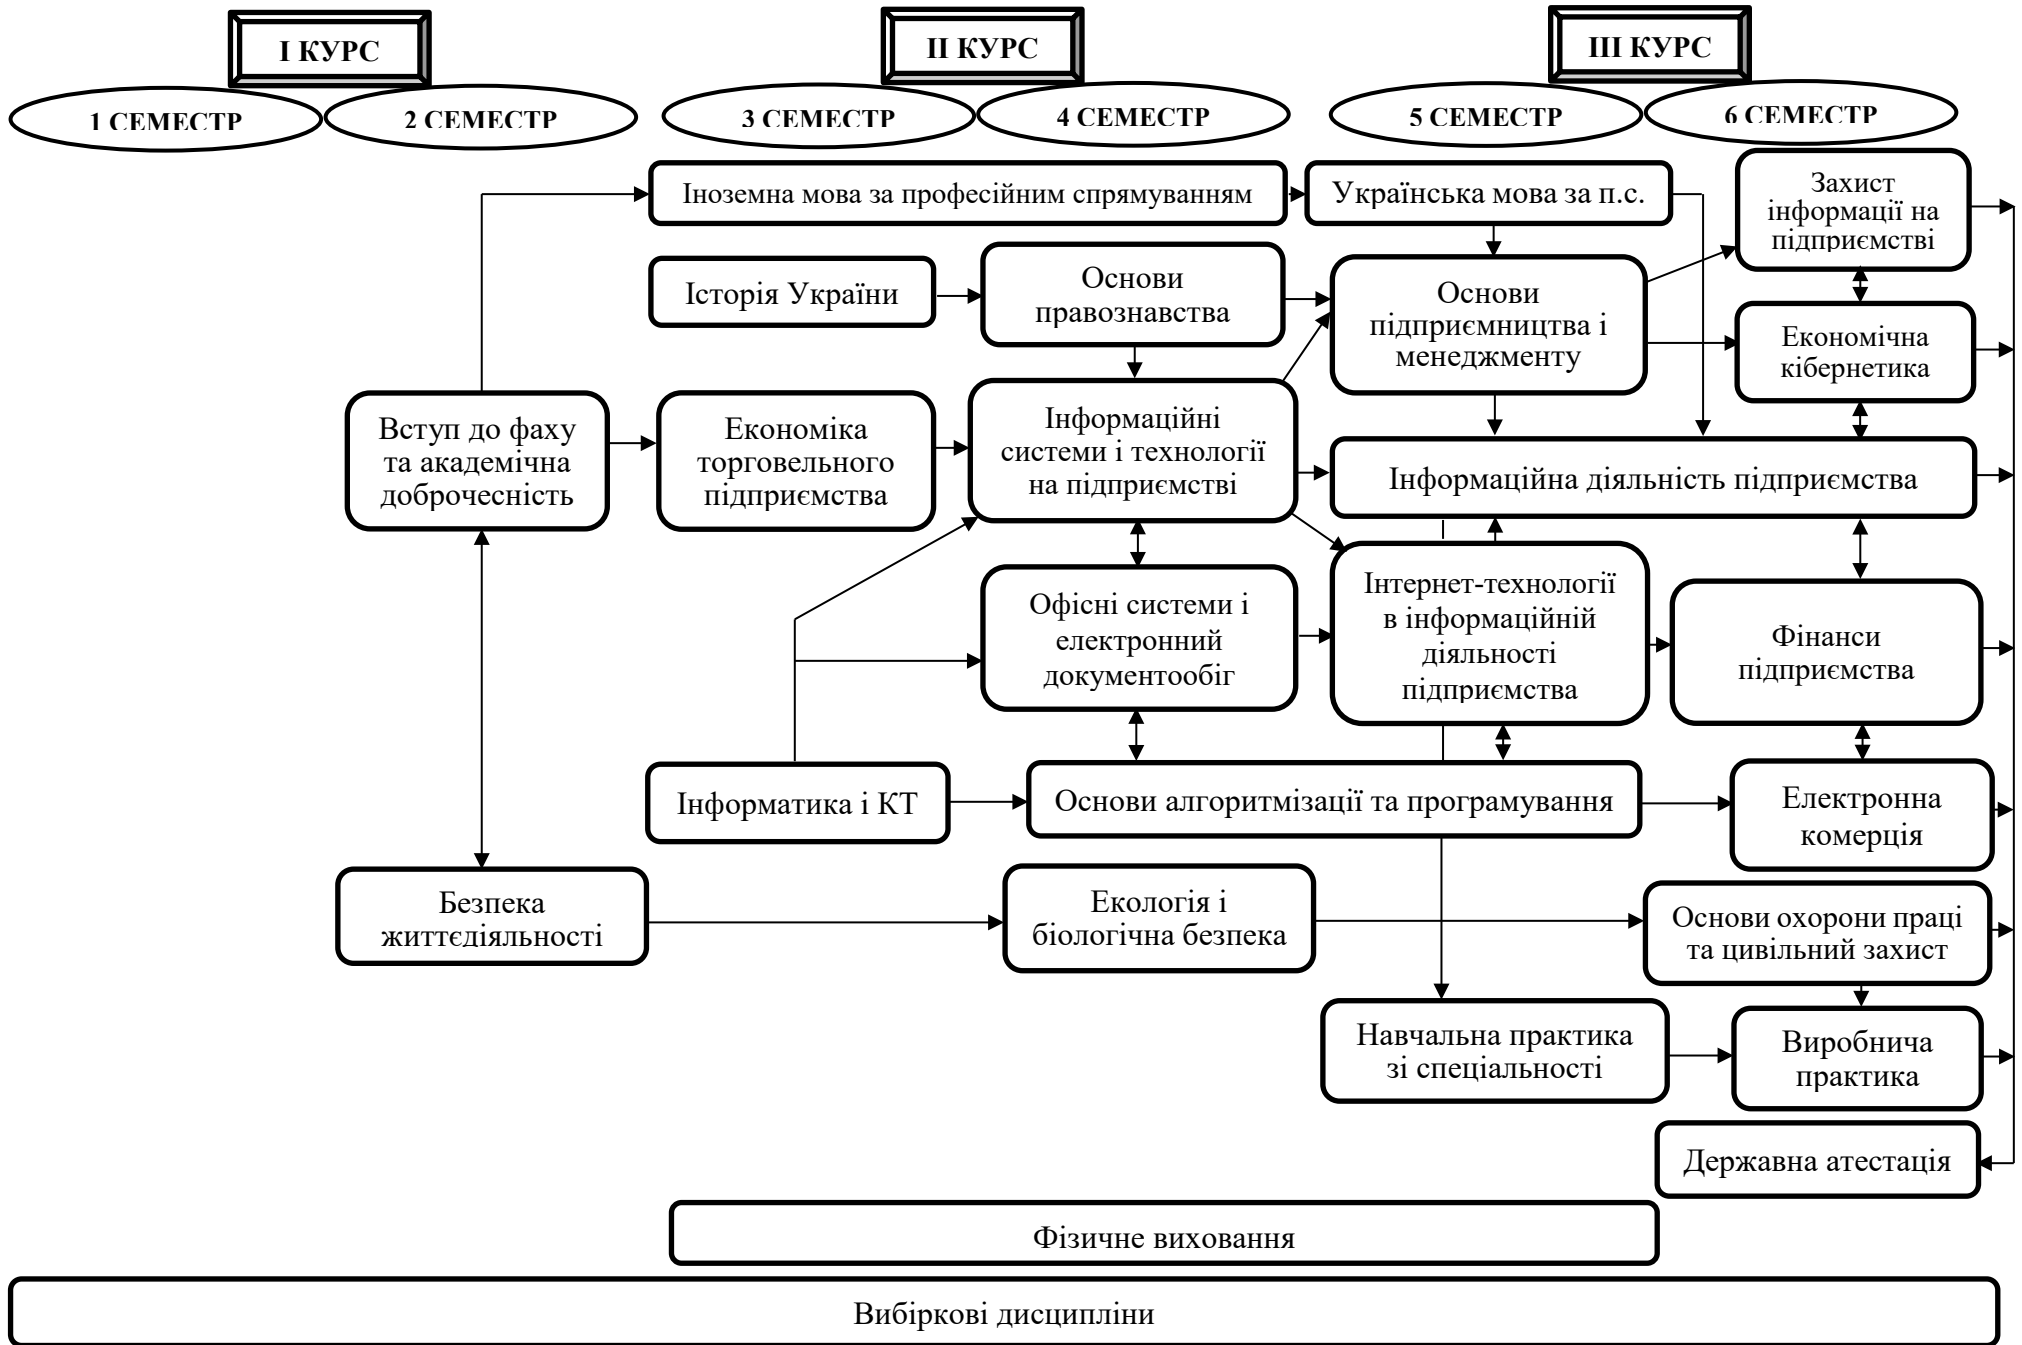 І КУРС
ІІ КУРС
ІІІ КУРС
1 СЕМЕСТР
2 СЕМЕСТР
3 СЕМЕСТР
4 СЕМЕСТР
5 СЕМЕСТР
6 СЕМЕСТР
Іноземна мова за професійним спрямуванням
Українська мова за п.с.
Захист
інформації на
підприємстві
Історія України
Основи
правознавства
Основи
підприємництва і
менеджменту
Економічна
кібернетика
Вступ до фаху
та академічна
доброчесність
Економіка
торговельного
підприємства
Інформаційні
системи і технології
на підприємстві
Інформаційна діяльність підприємства
Офісні системи і
електронний
документообіг
Інтернет-технології
в інформаційній
діяльності
підприємства
Фінанси
підприємства
Інформатика і КТ
Основи алгоритмізації та програмування
Електронна
комерція
Безпека
життєдіяльності
Екологія і
біологічна безпека
Основи охорони праці
та цивільний захист
Навчальна практика
зі спеціальності
Виробнича
практика
Державна атестація
Фізичне виховання
Вибіркові дисципліни